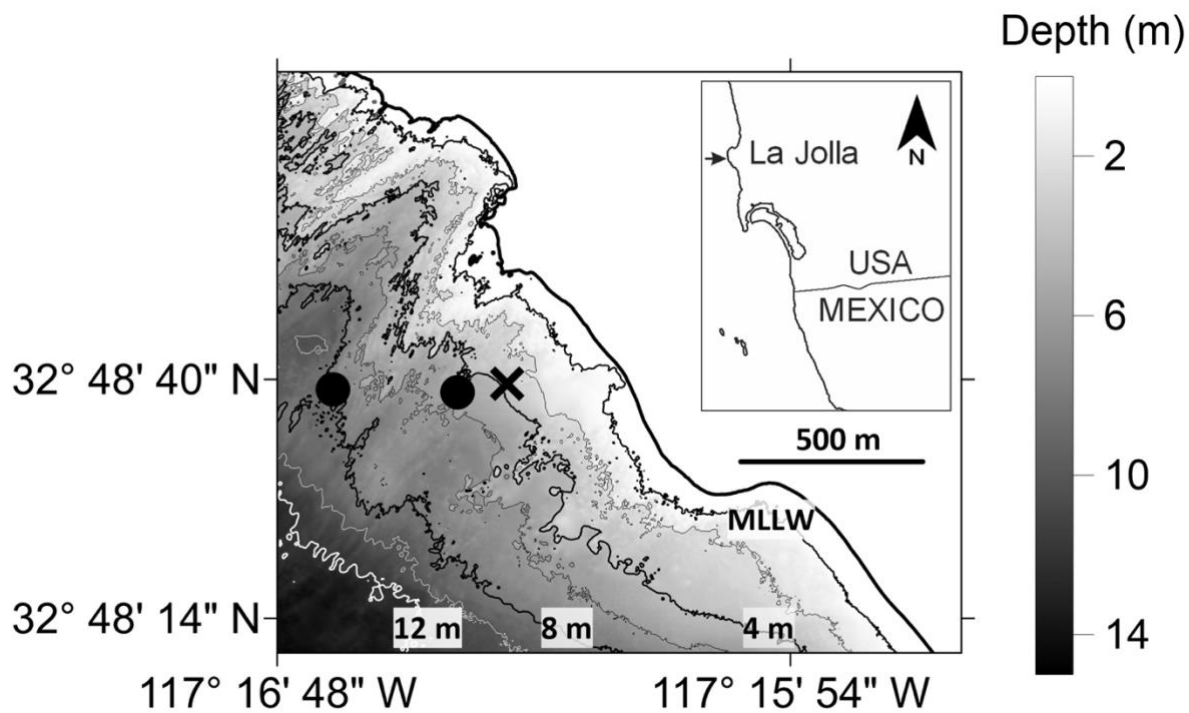 Depth (m)
2
6
10
14
La Jolla
N
USA
MEXICO
500 m
MLLW
32° 48' 40" N
32° 48' 14" N
12 m
8 m
4 m
117° 16' 48" W
117° 15' 54" W